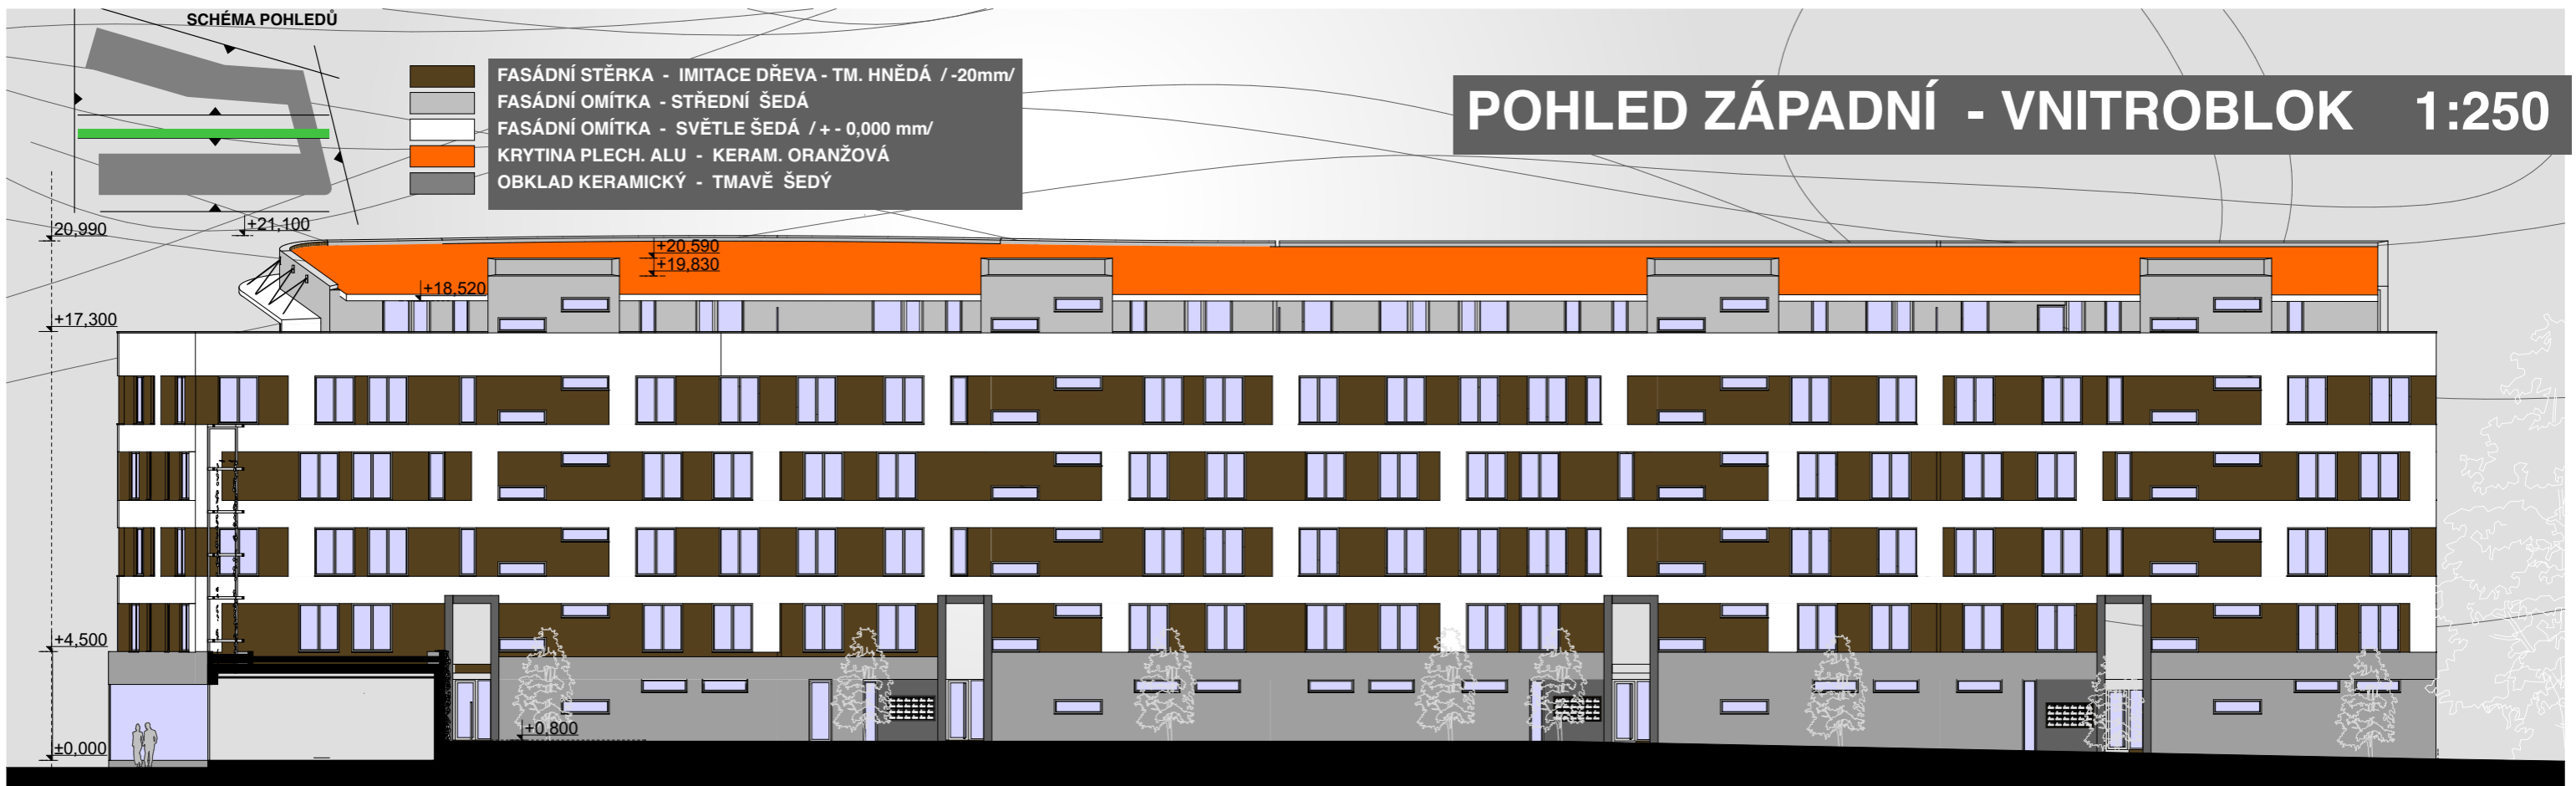 SCHÉMA POHLEDŮ
FASÁDNÍ STĚRKA - IMITACE DŘEVA - TM. HNĚDÁ / -20mm/
FASÁDNÍ OMÍTKA - STŘEDNÍ ŠEDÁ
FASÁDNÍ OMÍTKA - SVĚTLE ŠEDÁ / + - 0,000 mm/
KRYTINA PLECH. ALU - KERAM. ORANŽOVÁ
OBKLAD KERAMICKÝ - TMAVĚ ŠEDÝ
POHLED ZÁPADNÍ - VNITROBLOK 1:250
20,990
+21,100
+20,590
+19,830
+18,520
+17,300
+4,500
+0,800
±0,000